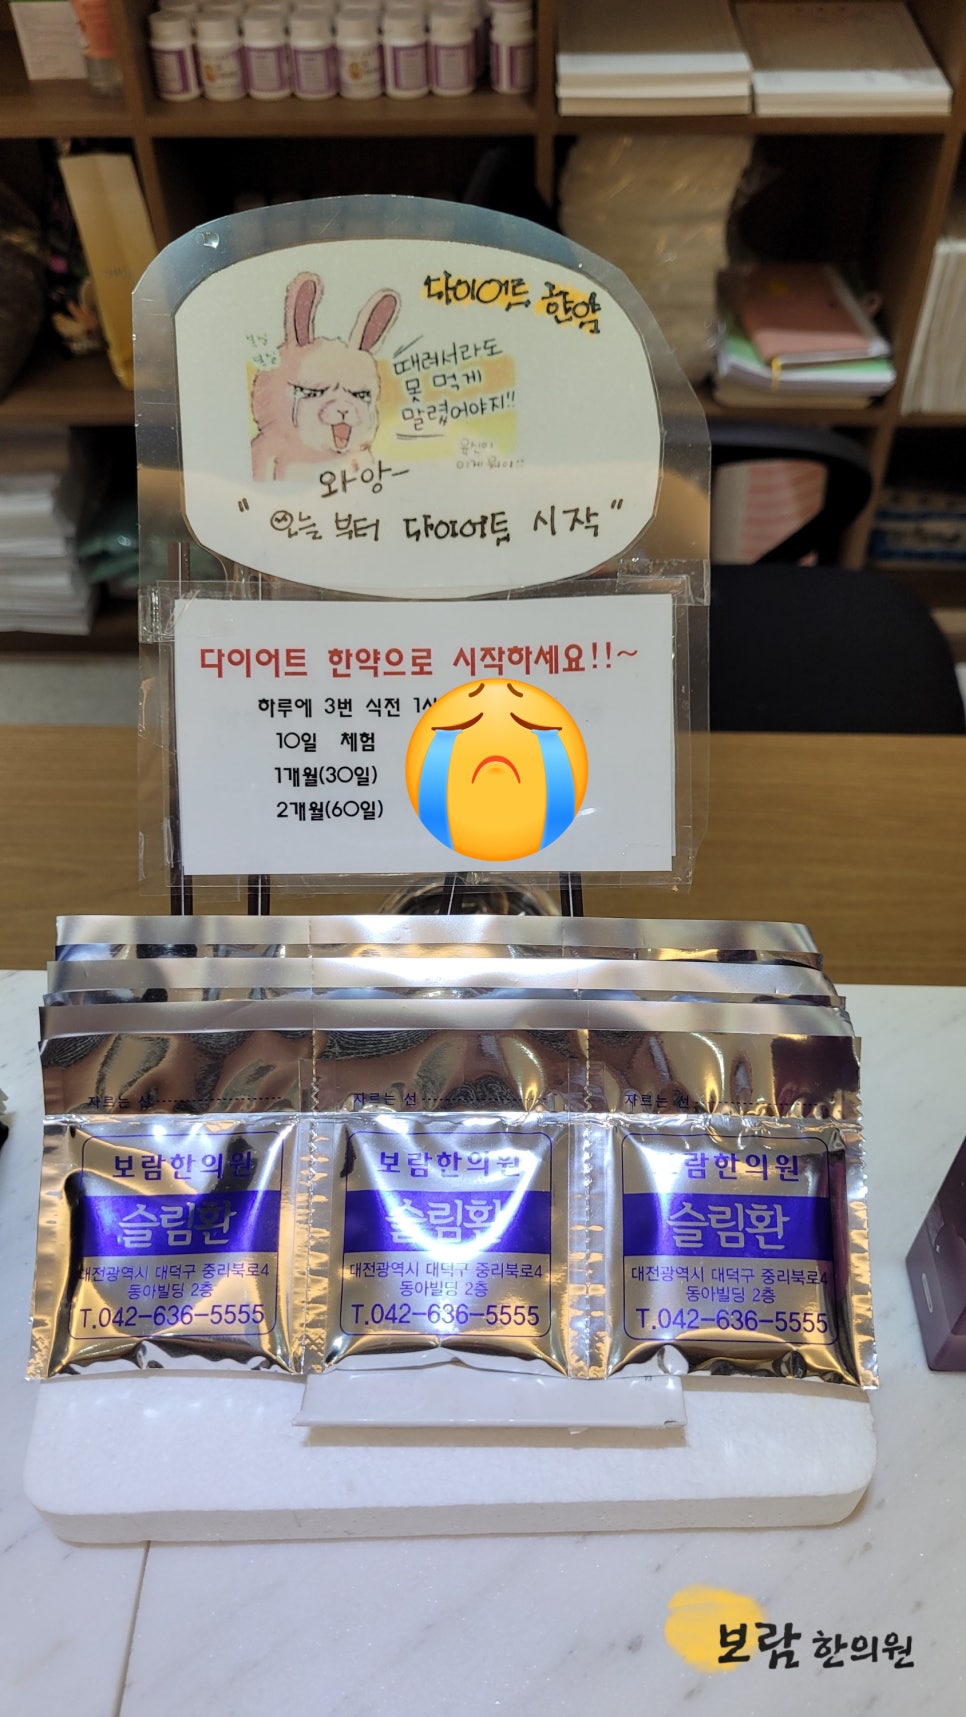 다이어트 한약
때려서라도
못 먹게
말렸어야지!!
와앙-
"오늘 부터 다이어트 시작"
다이어트 한약으로 시작하세요!!~
하루에 3번 식전
10일 체험
1개월(30일)
2개월(60일)
자르는 선
자르는 선
자르는 선
보람한의원
슬림환
대전광역시 대덕구 중리북로4
동아빌딩 2층
T.042-636-5555
보람한의원
슬림환
대전광역시 대덕구 중리북로4
동아빌딩 2층
T.042-636-5555
람한의원
슬림환
대전광역시 대덕구 중리북로4
동아빌딩 2층
T.042-636-5555
보람 한의원